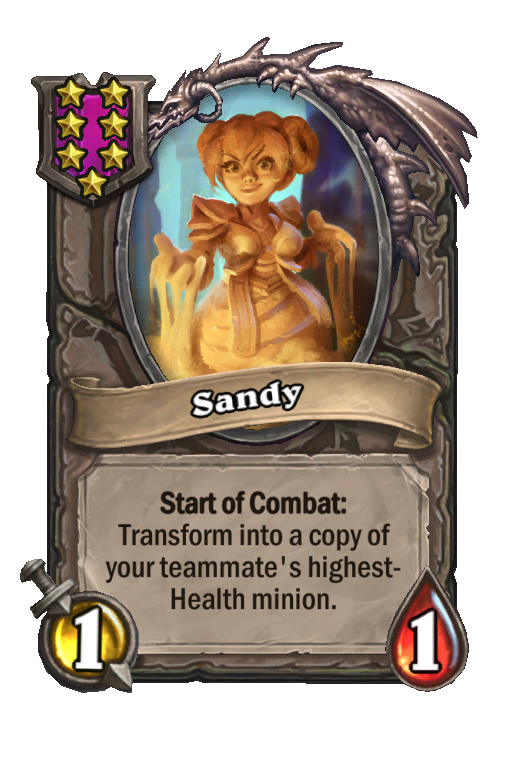 Sandy
Start of Combat:
Transform into a copy of
your teammate's highest-
Health minion.
1
1